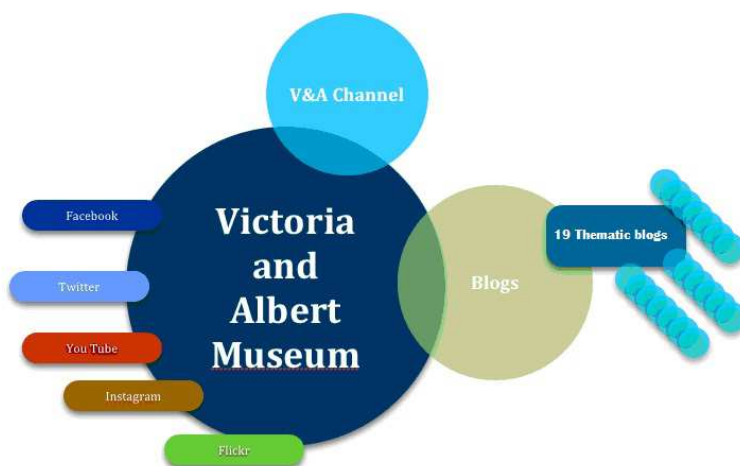 V&A Channel
Victoria
and
Albert
Museum
Facebook
Twitter
You Tube
Instagram
Flickr
Blogs
19 Thematic blogs